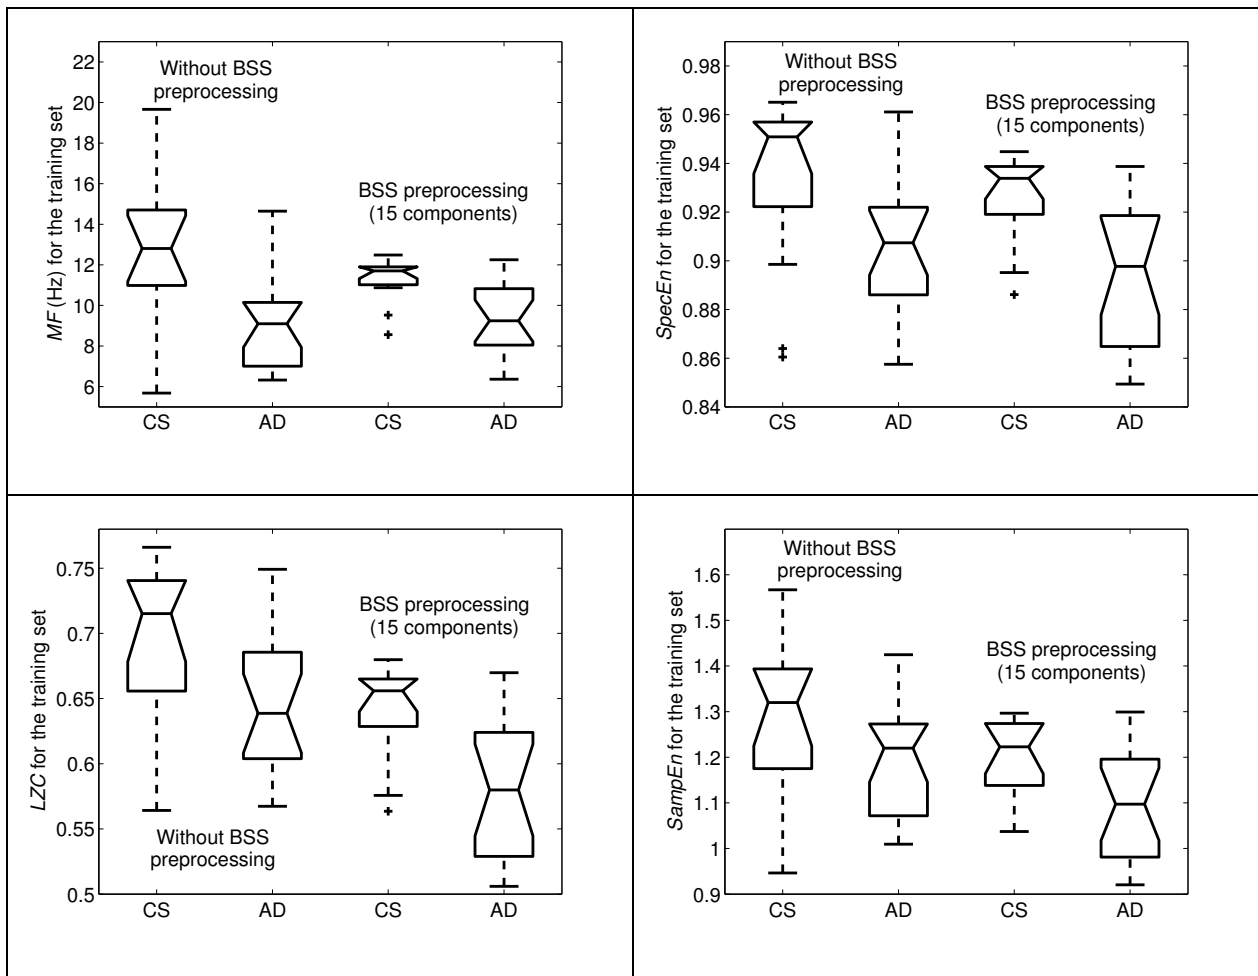 MF (Hz) for the training set
22
20
18
16
14
12
10
8
6
Without BSS
preprocessing
BSS preprocessing
(15 components)
CS
AD
CS
AD
SpecEn for the training set
0.98
0.96
0.94
0.92
0.9
0.88
0.86
0.84
Without BSS
preprocessing
BSS preprocessing
(15 components)
CS
AD
CS
AD
LZC for the training set
0.75
0.7
0.65
0.6
0.55
0.5
BSS preprocessing
(15 components)
Without BSS
preprocessing
CS
AD
CS
AD
SampEn for the training set
1.6
1.5
1.4
1.3
1.2
1.1
1
0.9
Without BSS
preprocessing
BSS preprocessing
(15 components)
CS
AD
CS
AD